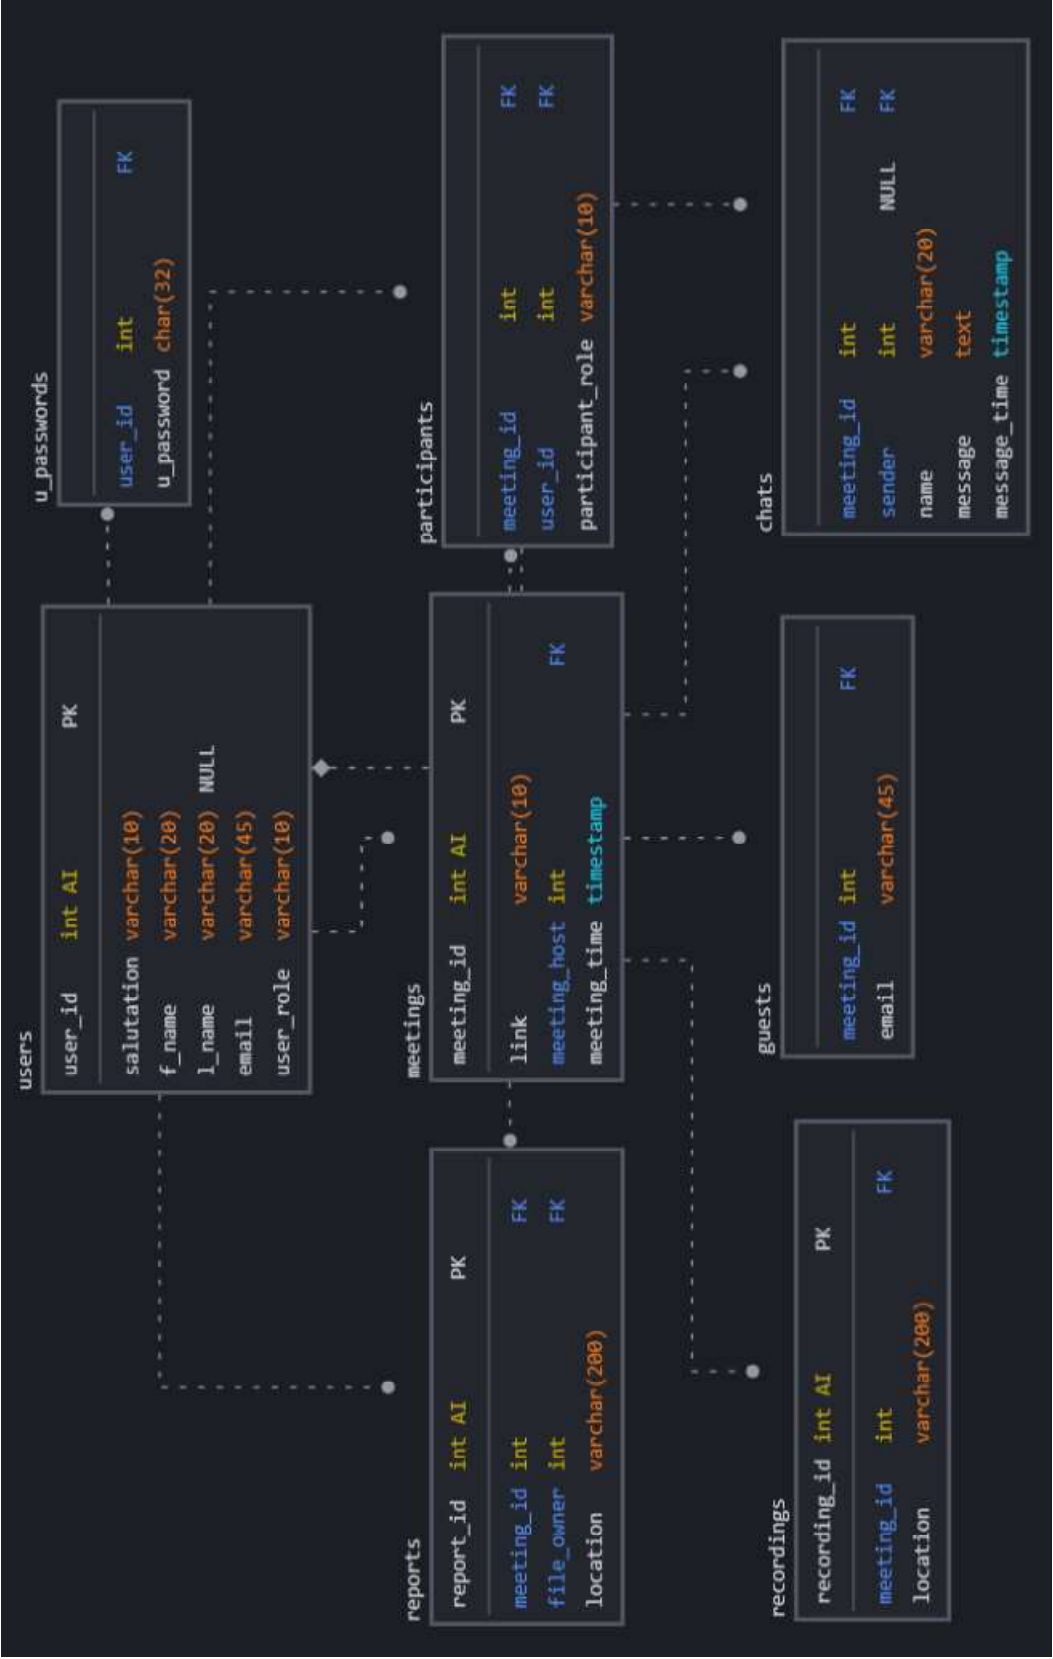 users
user_id int AI PK
salutation varchar(10)
f_name varchar(20)
l_name varchar(20) NULL
email varchar(45)
user_role varchar(10)
u_passwords
user_id int FK
u_password char(32)
reports
report_id int AI PK
meeting_id int FK
file_owner int FK
location varchar(200)
meetings
meeting_id int AI PK
link varchar(10)
meeting_host int FK
meeting_time timestamp
participants
meeting_id int FK
user_id int FK
participant_role varchar(10)
recordings
recording_id int AI PK
meeting_id int FK
location varchar(200)
guests
meeting_id int FK
email varchar(45)
chats
meeting_id int FK
sender int NULL FK
name varchar(20)
message text
message_time timestamp